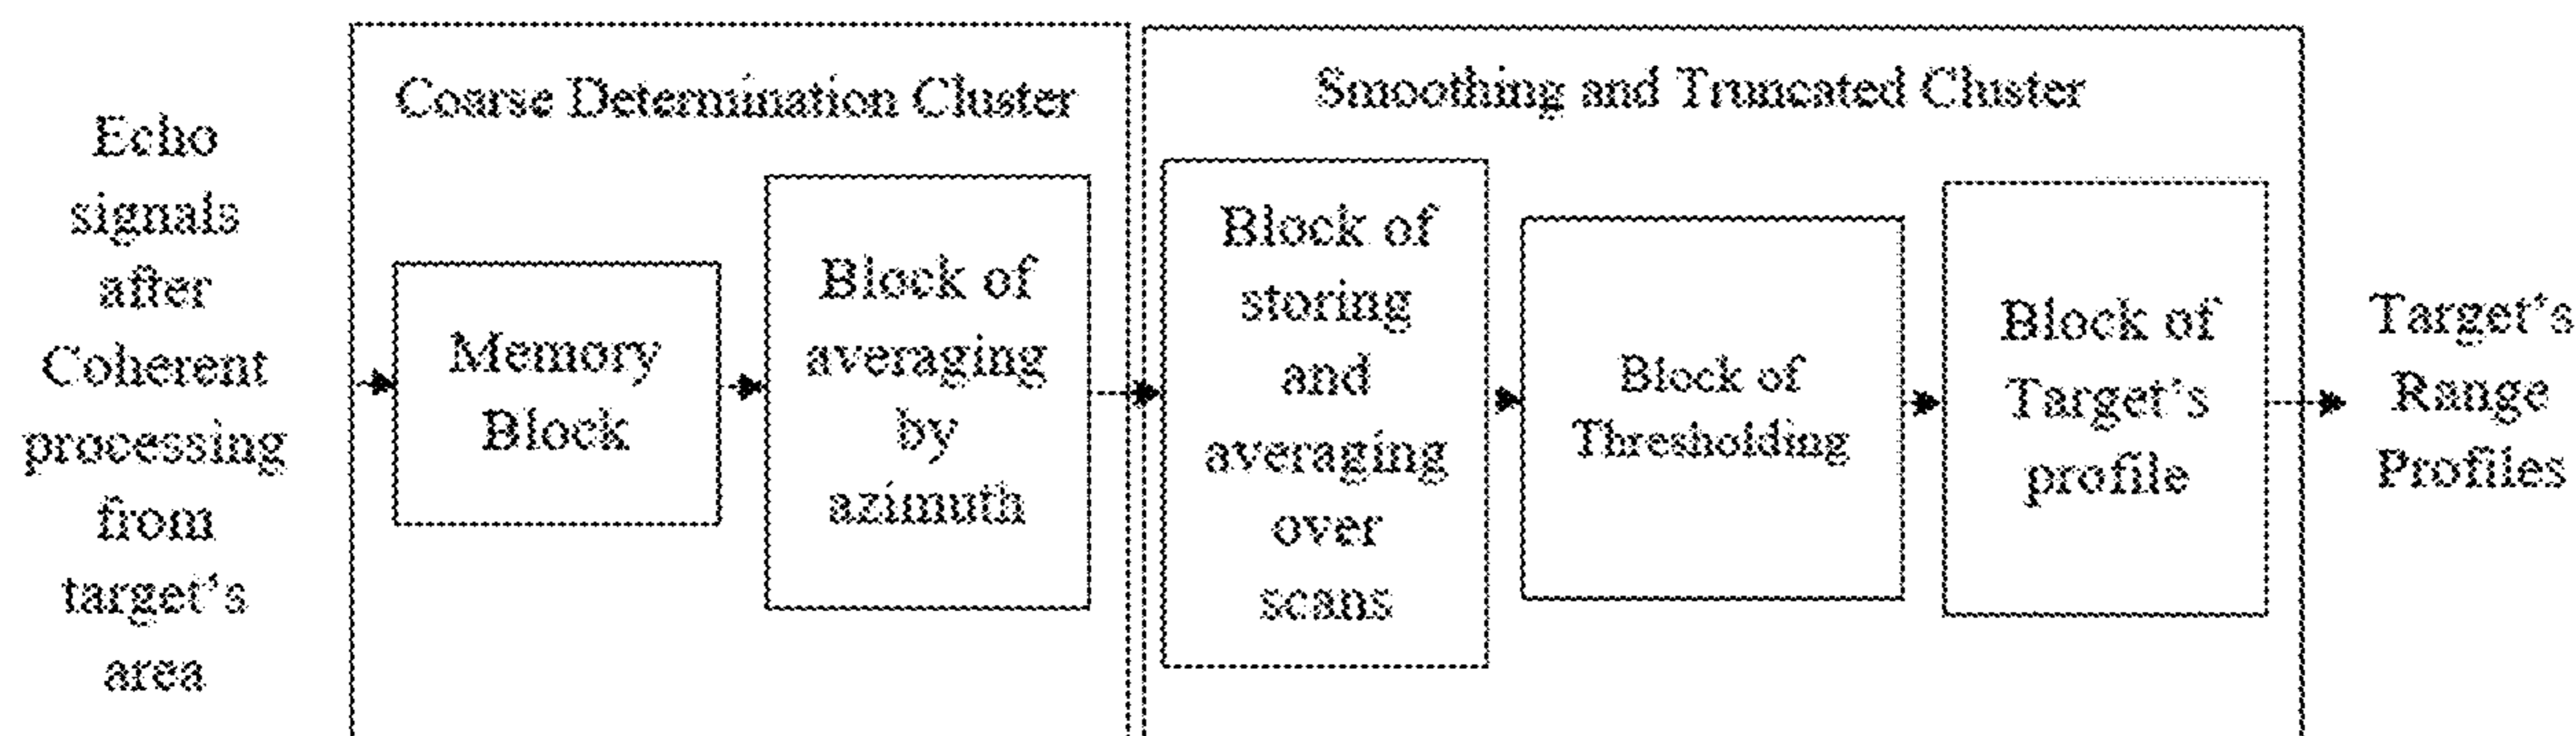 Echo
signals
after
Coherent
processing
from
target's
area
Coarse Determination Cluster
Memory
Block
Block of
averaging
by
azimuth
Smoothing and Truncated Cluster
Block of
storing
and
averaging
over
scans
Block of
Thresholding
Block of
Target's
profile
Target's
Range
Profiles